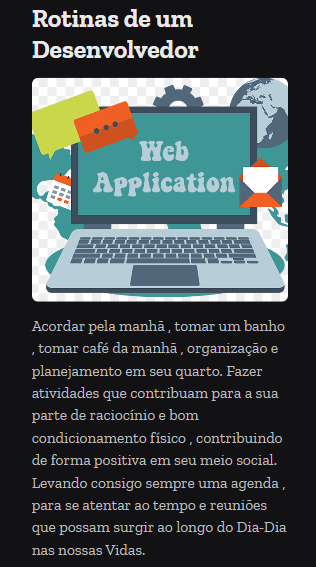 Rotinas de um
Desenvolvedor
Web
Application
Acordar pela manhã , tomar um banho
, tomar café da manhã , organização e
planejamento em seu quarto. Fazer
atividades que contribuam para a sua
parte de raciocínio e bom
condicionamento físico , contribuindo
de forma positiva em seu meio social.
Levando consigo sempre uma agenda ,
para se atentar ao tempo e reuniões
que possam surgir ao longo do Dia-Dia
nas nossas Vidas.